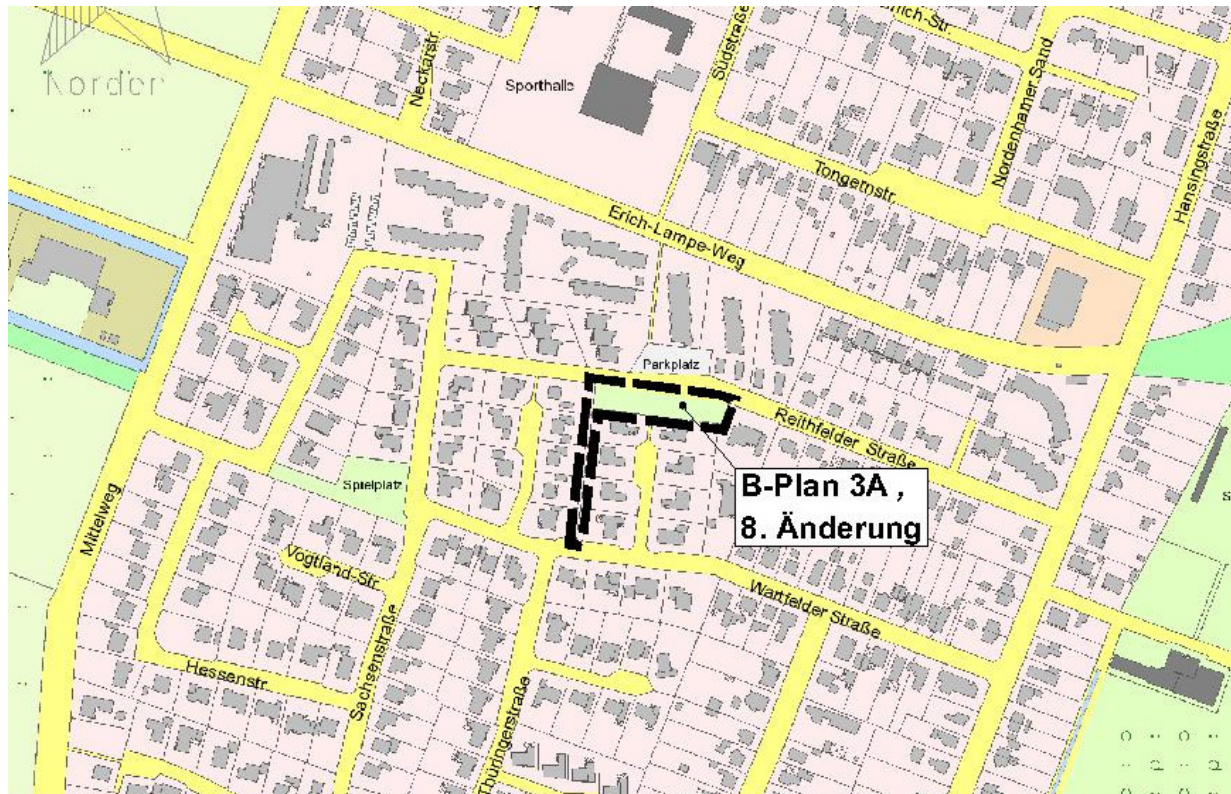 Norden
Neckarstr.
Sporthalle
Südstraße
Nordenhamer Sand
Hansingstraße
Tongernstr.
Erich-Lampe-Weg
Parkplatz
Reithfelder Straße
B-Plan 3A ,
8. Änderung
Spielplatz
Mittelweg
Vogtland-Str.
Wartfelder Straße
Hessenstr.
Sachsenstraße
Thüringerstraße